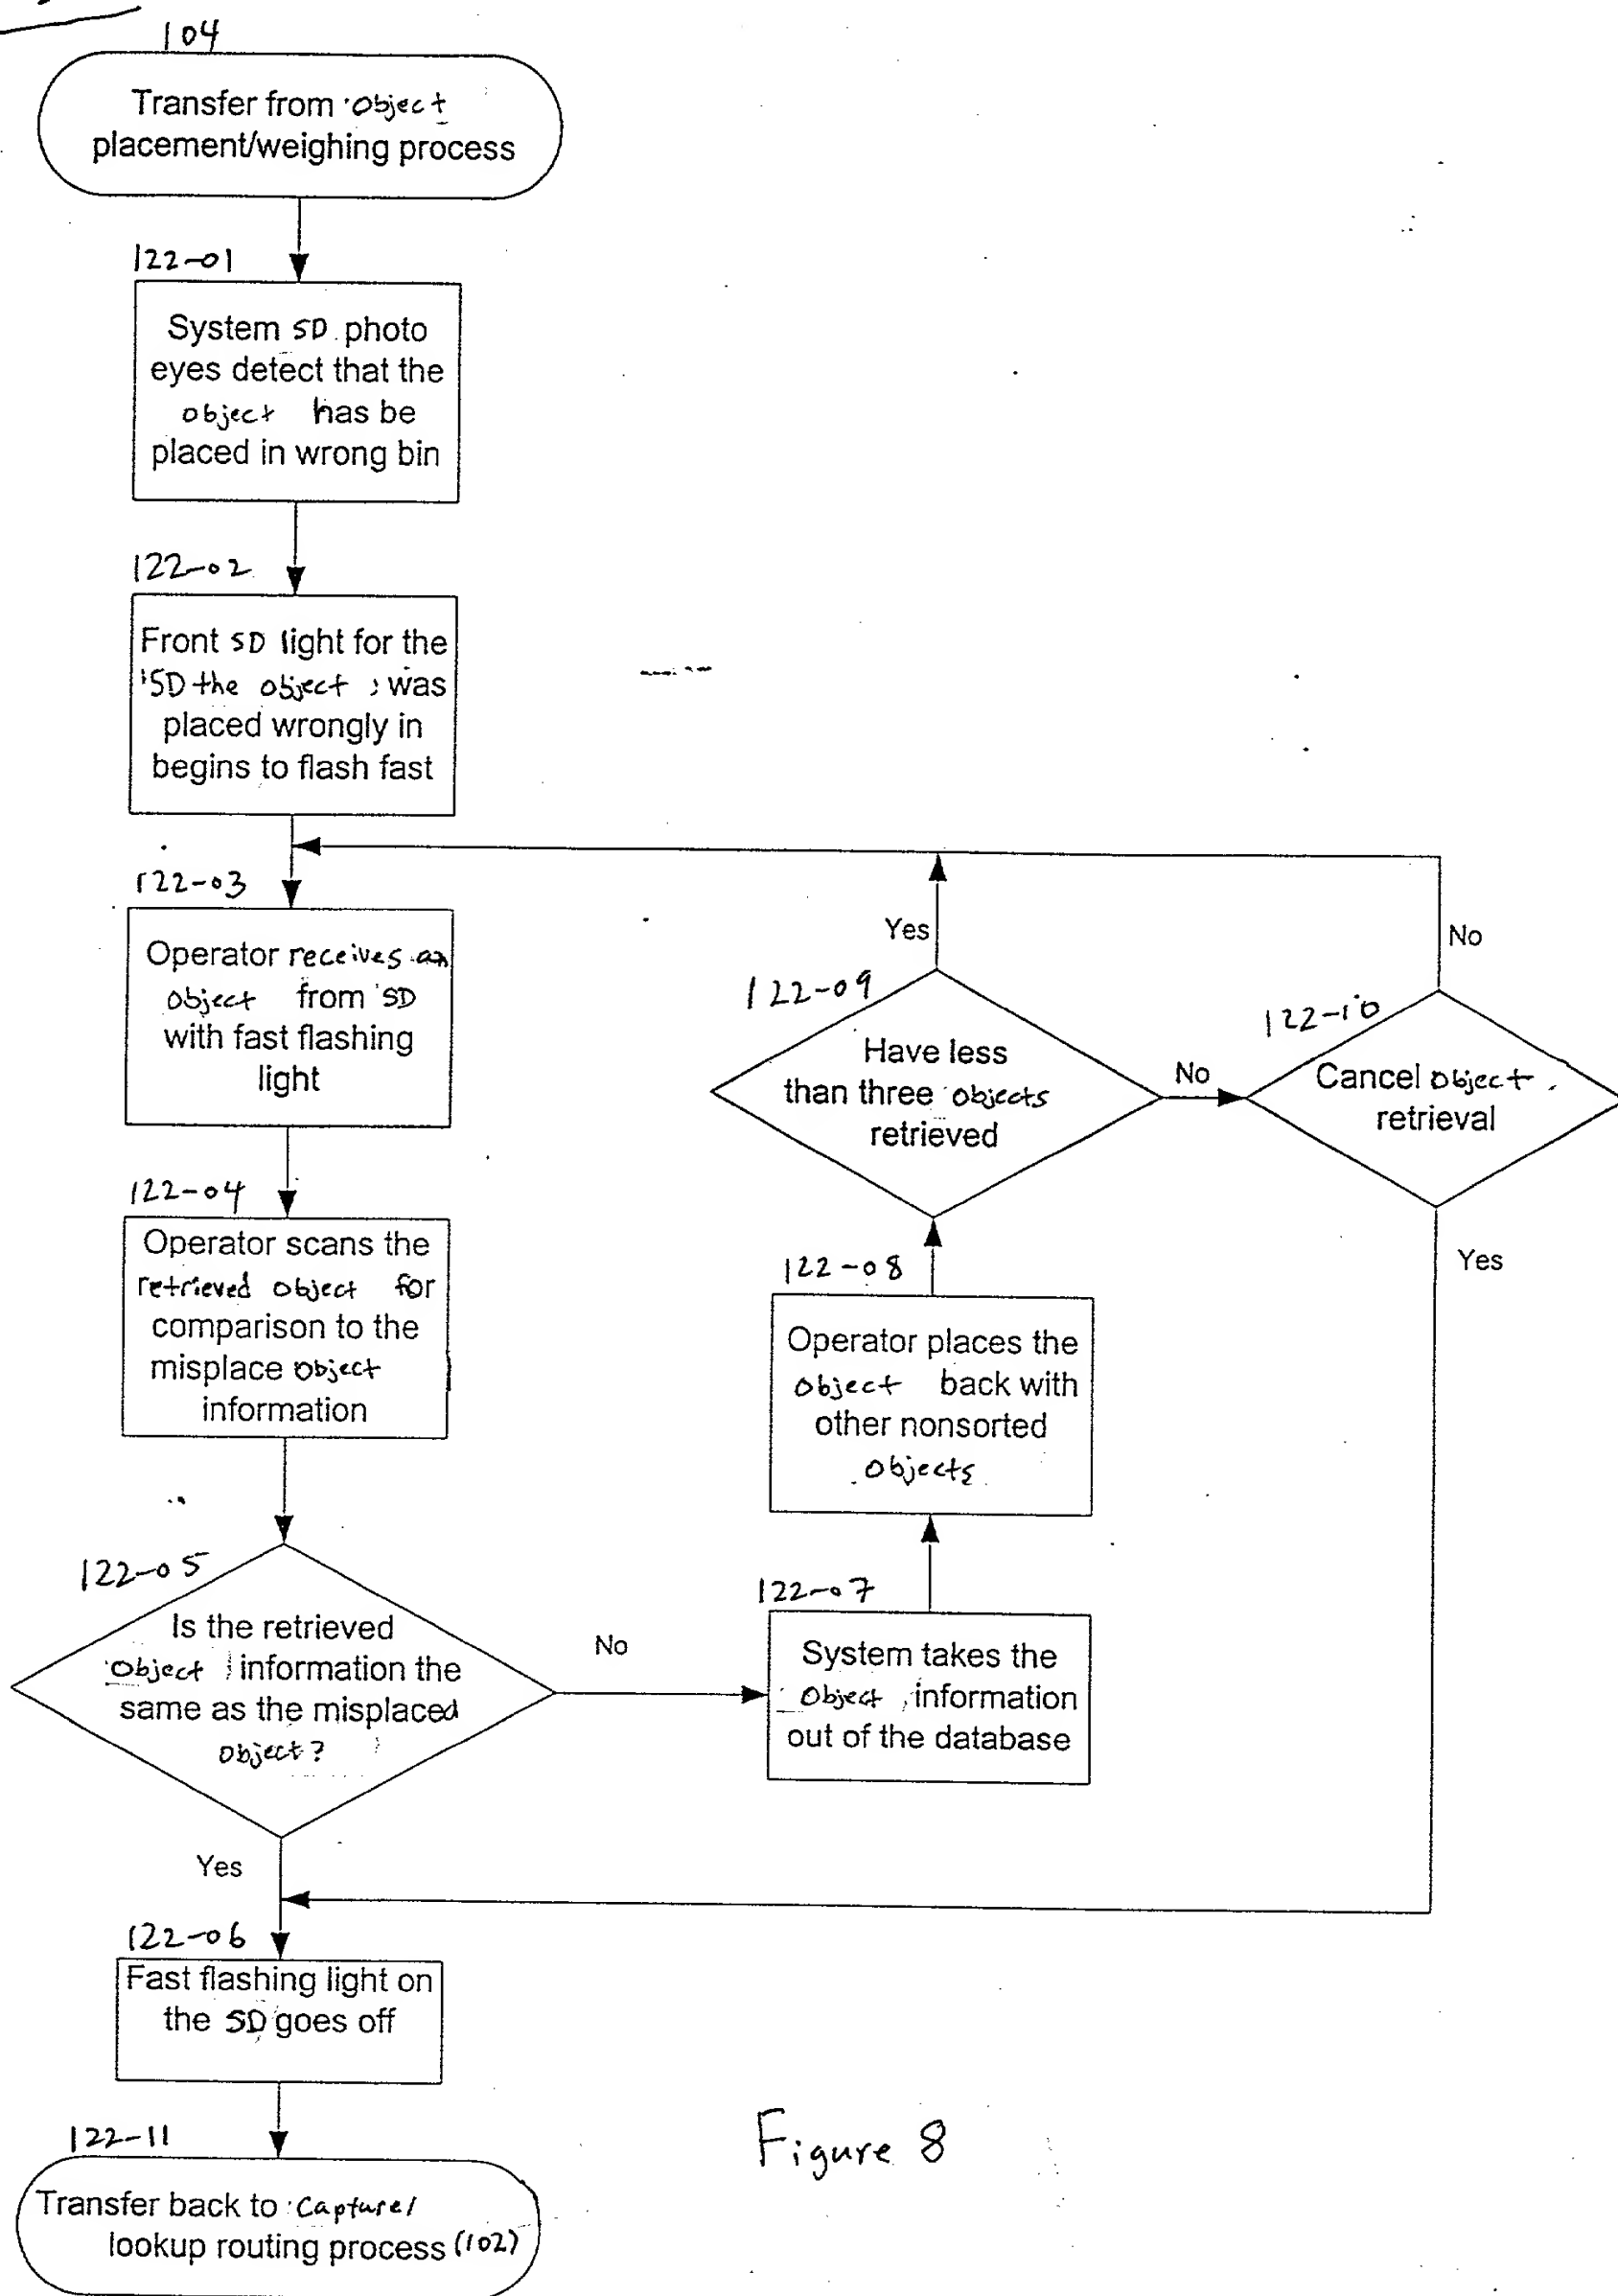 104
Transfer from object
placement/weighing process
122-01
System SD photo
eyes detect that the
object has be
placed in wrong bin
122-02
Front SD light for the
SD the object was
placed wrongly in
begins to flash fast
122-03
Operator receives an
object from SD
with fast flashing
light
122-04
Operator scans the
retrieved object for
comparison to the
misplace object
information
122-05
Is the retrieved
object information the
same as the misplaced
object?
No
Yes
122-07
System takes the
object information
out of the database
122-08
Operator places the
object back with
other nonsorted
objects
122-09
Have less
than three objects
retrieved
Yes
No
122-10
Cancel object
retrieval
No
Yes
122-06
Fast flashing light on
the SD goes off
122-11
Transfer back to capture/
lookup routing process (102)
Figure 8